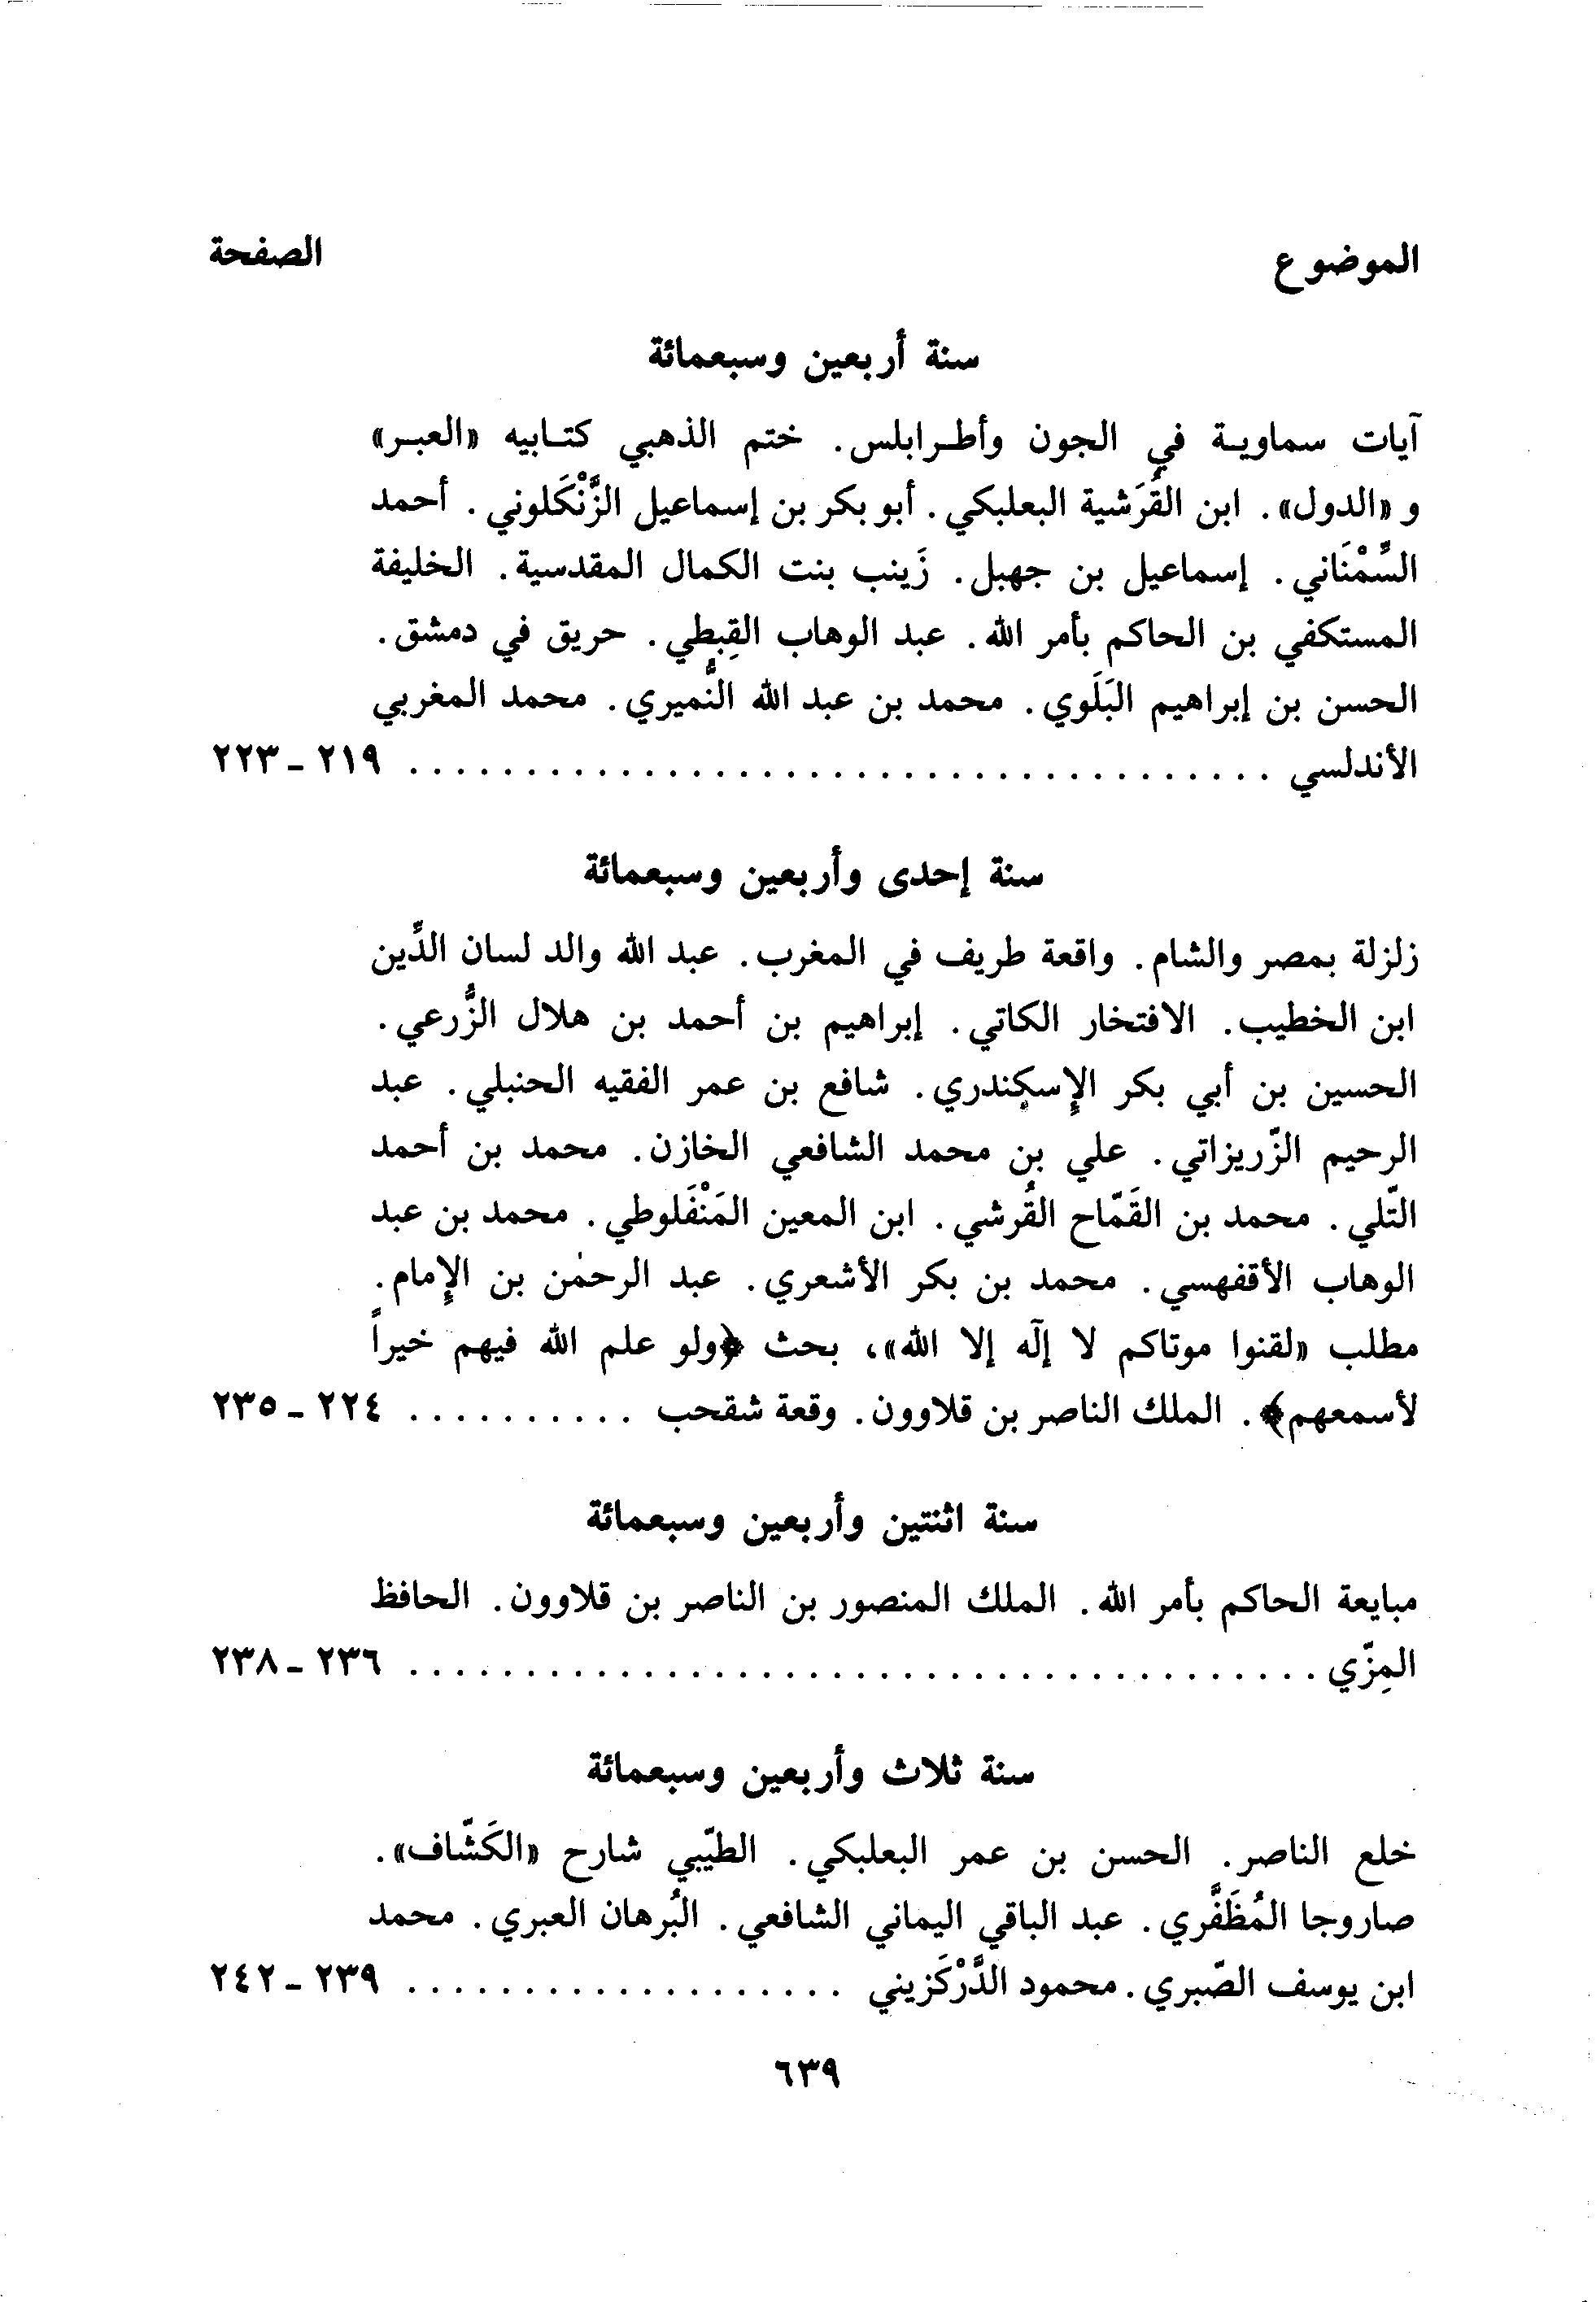 الموضوع الصفحة
سنة أربعين وسبعمائة
آيات سماويـة في الجون وأطـرابلس. ختم الذهبي كتـابيه «العبـر»
و «الدول». ابن القُرَشية البعلبكي. أبو بكر بن إسماعيل الزَّنْكَلوني. أحمد
السِّمْنَاني. إسماعيل بن جهبل. زَينب بنت الكمال المقدسية. الخليفة
المستكفي بن الحاكم بأمر الله. عبد الوهاب القِبطي. حريق في دمشق.
الحسن بن إبراهيم البَلَوي. محمد بن عبد الله النُّميري. محمد المغربي
الأندلسي . . . . . . . . . . . . . . . . . . . . . . . . . . . . . . . . . . . . . ٢١٩ - ٢٢٣
سنة إحدى وأربعين وسبعمائة
زلزلة بمصر والشام. واقعة طريف في المغرب. عبد الله والد لسان الدِّين
ابن الخطيب. الافتخار الكاتي. إبراهيم بن أحمد بن هلال الزُّرعي.
الحسين بن أبي بكر الإسكندري. شافع بن عمر الفقيه الحنبلي. عبد
الرحيم الزّريزاتي. علي بن محمد الشافعي الخازن. محمد بن أحمد
التّلي. محمد بن القَمّاح القُرشي. ابن المعين المَنْفَلوطي. محمد بن عبد
الوهاب الأقفهسي. محمد بن بكر الأشعري. عبد الرحمٰن بن الإمام.
مطلب «لقنوا موتاكم لا إلٓه إلا الله»، بحث ﴿ولو علم الله فيهم خيراً
لأسمعهم﴾. الملك الناصر بن قلاوون. وقعة شقحب . . . . . . . . . . ٢٢٤ - ٢٣٥
سنة اثنتين وأربعين وسبعمائة
مبايعة الحاكم بأمر الله. الملك المنصور بن الناصر بن قلاوون. الحافظ
المِزّي . . . . . . . . . . . . . . . . . . . . . . . . . . . . . . . . . . . . . . . ٢٣٦ - ٢٣٨
سنة ثلاث وأربعين وسبعمائة
خلع الناصر. الحسن بن عمر البعلبكي. الطيّبي شارح «الكَشّاف».
صاروجا المُظَفَّري. عبد الباقي اليماني الشافعي. البُرهان العبري. محمد
ابن يوسف الصّبري. محمود الدَّرْكَزيني . . . . . . . . . . . . . . . . . . . ٢٣٩ - ٢٤٢
٦٣٩